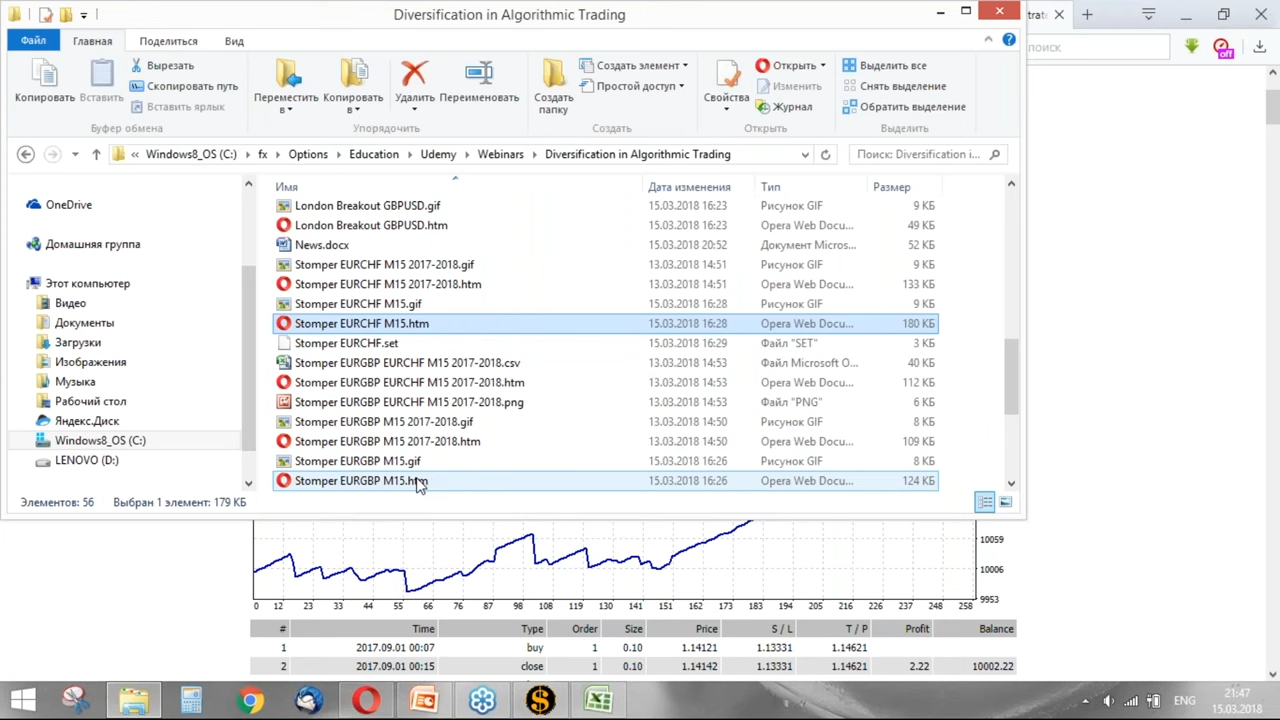 Diversification in Algorithmic Trading
Файл
Главная
Поделиться
Вид
Копировать
Вставить
Вырезать
Скопировать путь
Вставить ярлык
Буфер обмена
Переместить в
Копировать в
Удалить
Переименовать
Упорядочить
Создать папку
Создать элемент
Простой доступ
Создать
Свойства
Открыть
Изменить
Журнал
Открыть
Выделить все
Снять выделение
Обратить выделение
Выделить
поиск
off
« Windows8_OS (C:) fx Options Education Udemy Webinars Diversification in Algorithmic Trading
Поиск: Diversification i...
Имя Дата изменения Тип Размер
OneDrive
Домашняя группа
Этот компьютер
Видео
Документы
Загрузки
Изображения
Музыка
Рабочий стол
Яндекс.Диск
Windows8_OS (C:)
LENOVO (D:)
London Breakout GBPUSD.gif 15.03.2018 16:23 Рисунок GIF 9 КБ
London Breakout GBPUSD.htm 15.03.2018 16:23 Opera Web Docu... 49 КБ
News.docx 15.03.2018 20:52 Документ Micros... 52 КБ
Stomper EURCHF M15 2017-2018.gif 13.03.2018 14:51 Рисунок GIF 9 КБ
Stomper EURCHF M15 2017-2018.htm 13.03.2018 14:51 Opera Web Docu... 133 КБ
Stomper EURCHF M15.gif 15.03.2018 16:28 Рисунок GIF 9 КБ
Stomper EURCHF M15.htm 15.03.2018 16:28 Opera Web Docu... 180 КБ
Stomper EURCHF.set 15.03.2018 16:29 Файл "SET" 3 КБ
Stomper EURGBP EURCHF M15 2017-2018.csv 13.03.2018 14:53 Файл Microsoft O... 40 КБ
Stomper EURGBP EURCHF M15 2017-2018.htm 13.03.2018 14:53 Opera Web Docu... 112 КБ
Stomper EURGBP EURCHF M15 2017-2018.png 13.03.2018 14:53 Файл "PNG" 6 КБ
Stomper EURGBP M15 2017-2018.gif 13.03.2018 14:50 Рисунок GIF 8 КБ
Stomper EURGBP M15 2017-2018.htm 13.03.2018 14:50 Opera Web Docu... 109 КБ
Stomper EURGBP M15.gif 15.03.2018 16:26 Рисунок GIF 8 КБ
Stomper EURGBP M15.htm 15.03.2018 16:26 Opera Web Docu... 124 КБ
Элементов: 56 Выбран 1 элемент: 179 КБ
10059
10006
9953
0 12 23 33 44 55 66 76 87 98 108 119 130 141 151 162 173 183 194 205 216 226 237 248 258
# Time Type Order Size Price S / L T / P Profit Balance
1 2017.09.01 00:07 buy 1 0.10 1.14121 1.13331 1.14621
2 2017.09.01 00:15 close 1 0.10 1.14142 1.13331 1.14621 2.22 10002.22
ENG
21:47
15.03.2018